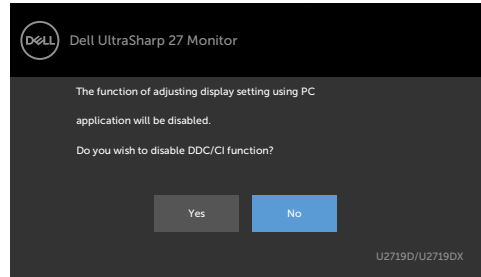 DELL Dell UltraSharp 27 Monitor
The function of adjusting display setting using PC
application will be disabled.
Do you wish to disable DDC/CI function?
Yes No
U2719D/U2719DX